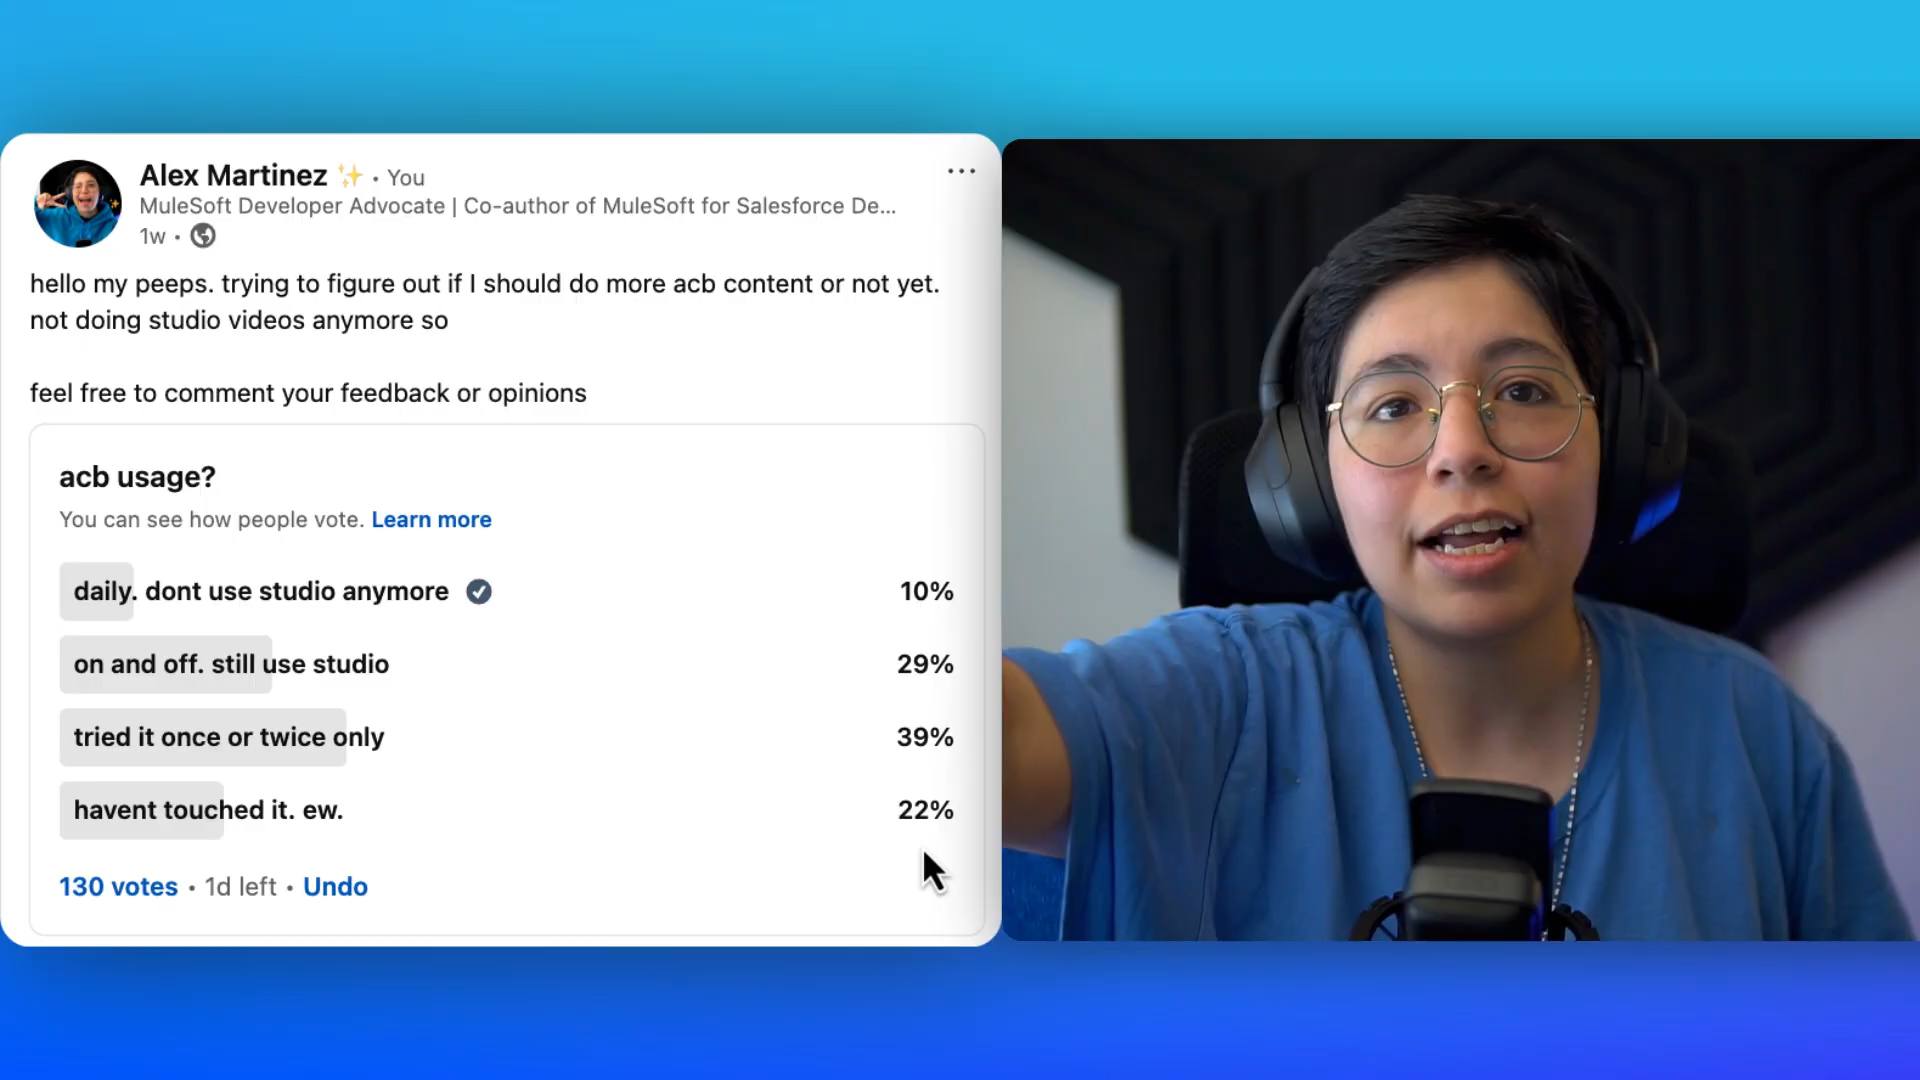 Alex Martinez ✨ • You
MuleSoft Developer Advocate | Co-author of MuleSoft for Salesforce De...
1w •
hello my peeps. trying to figure out if I should do more acb content or not yet.
not doing studio videos anymore so
feel free to comment your feedback or opinions
acb usage?
You can see how people vote. Learn more
daily. dont use studio anymore 10%
on and off. still use studio 29%
tried it once or twice only 39%
havent touched it. ew. 22%
130 votes • 1d left • Undo